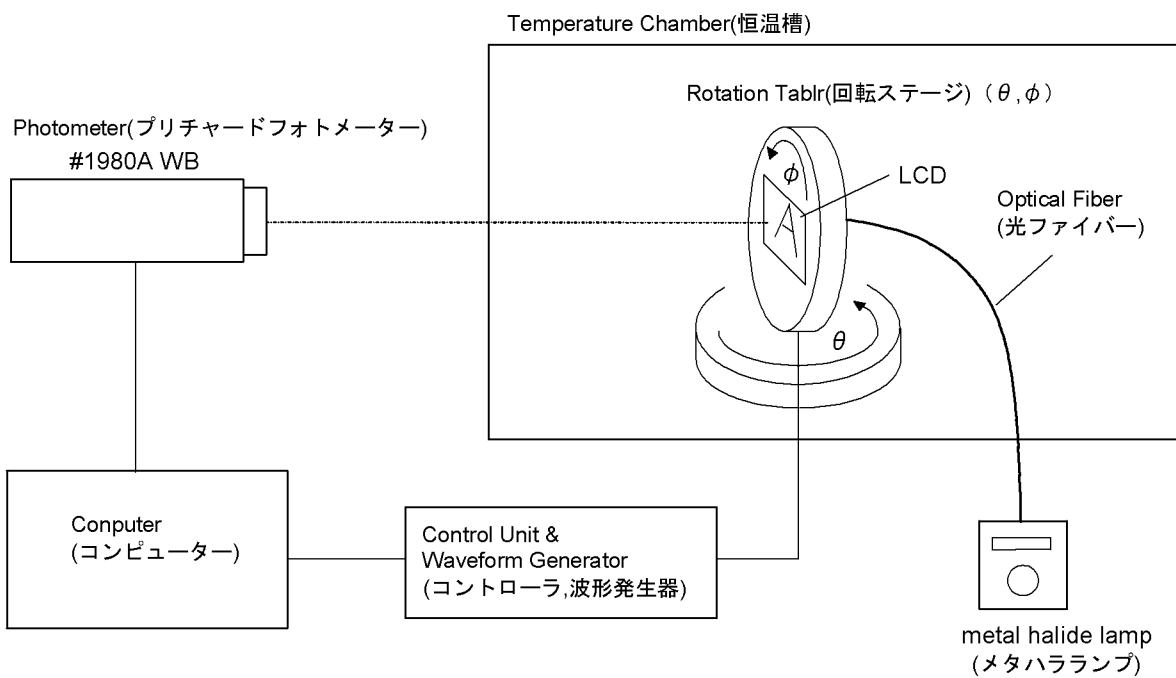 Temperature Chamber(恒温槽)
Rotation Tablr(回転ステージ)（θ,φ）
Photometer(プリチャードフォトメーター)
#1980A WB
φ
A
LCD
Optical Fiber
(光ファイバー)
θ
Conputer
(コンピューター)
Control Unit &
Waveform Generator
(コントローラ,波形発生器)
metal halide lamp
(メタハラランプ)